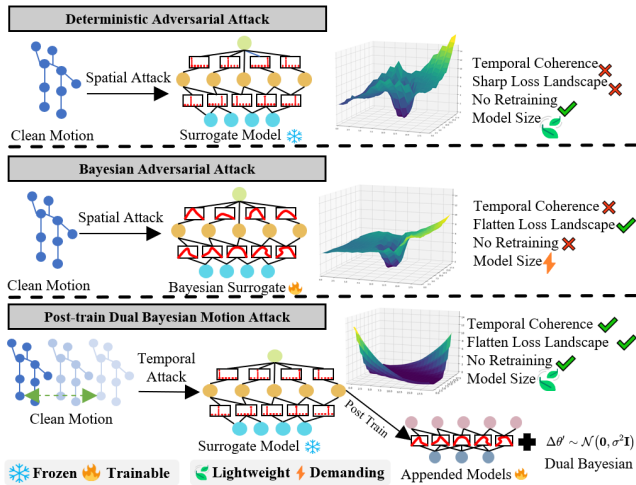 Deterministic Adversarial Attack
Spatial Attack
Clean Motion
Surrogate Model
Temporal Coherence
Sharp Loss Landscape
No Retraining
Model Size
Bayesian Adversarial Attack
Spatial Attack
Clean Motion
Bayesian Surrogate
Temporal Coherence
Flatten Loss Landscape
No Retraining
Model Size
Post-train Dual Bayesian Motion Attack
Temporal
Attack
Clean Motion
Surrogate Model
Post Train
Appended Models
Temporal Coherence
Flatten Loss Landscape
No Retraining
Model Size
Δθ' ~ N(0, σ²I)
Dual Bayesian
Frozen Trainable
Lightweight Demanding